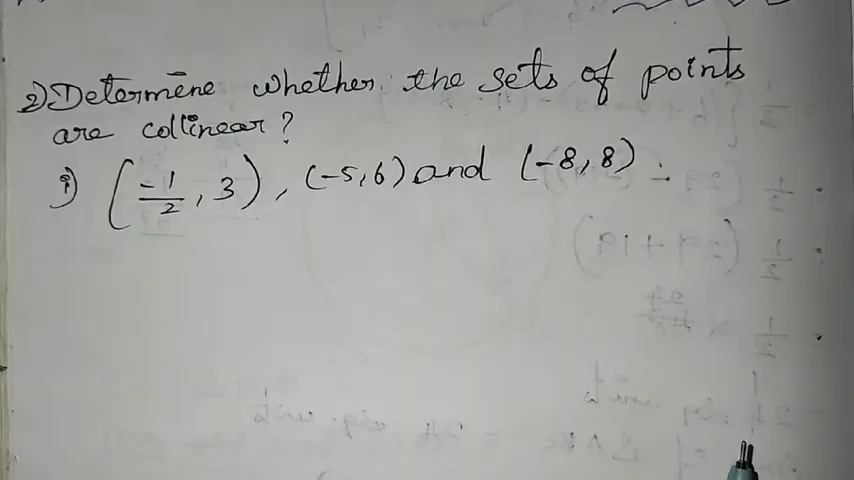 2) Determine whether the sets of points
are collinear?
i) (-1/2, 3), (-5,6) and (-8,8).